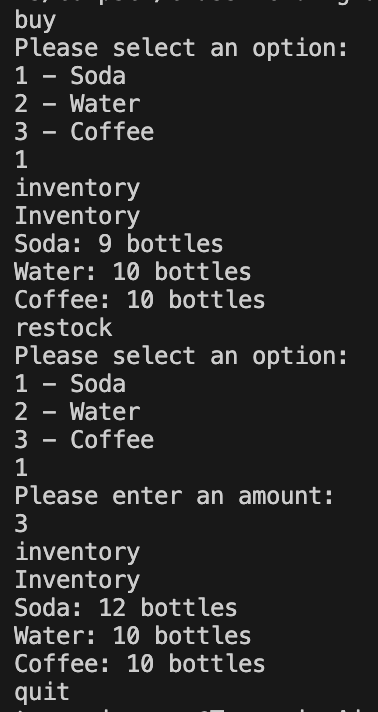 buy
Please select an option:
1 – Soda
2 – Water
3 – Coffee
1
inventory
Inventory
Soda: 9 bottles
Water: 10 bottles
Coffee: 10 bottles
restock
Please select an option:
1 – Soda
2 – Water
3 – Coffee
1
Please enter an amount:
3
inventory
Inventory
Soda: 12 bottles
Water: 10 bottles
Coffee: 10 bottles
quit